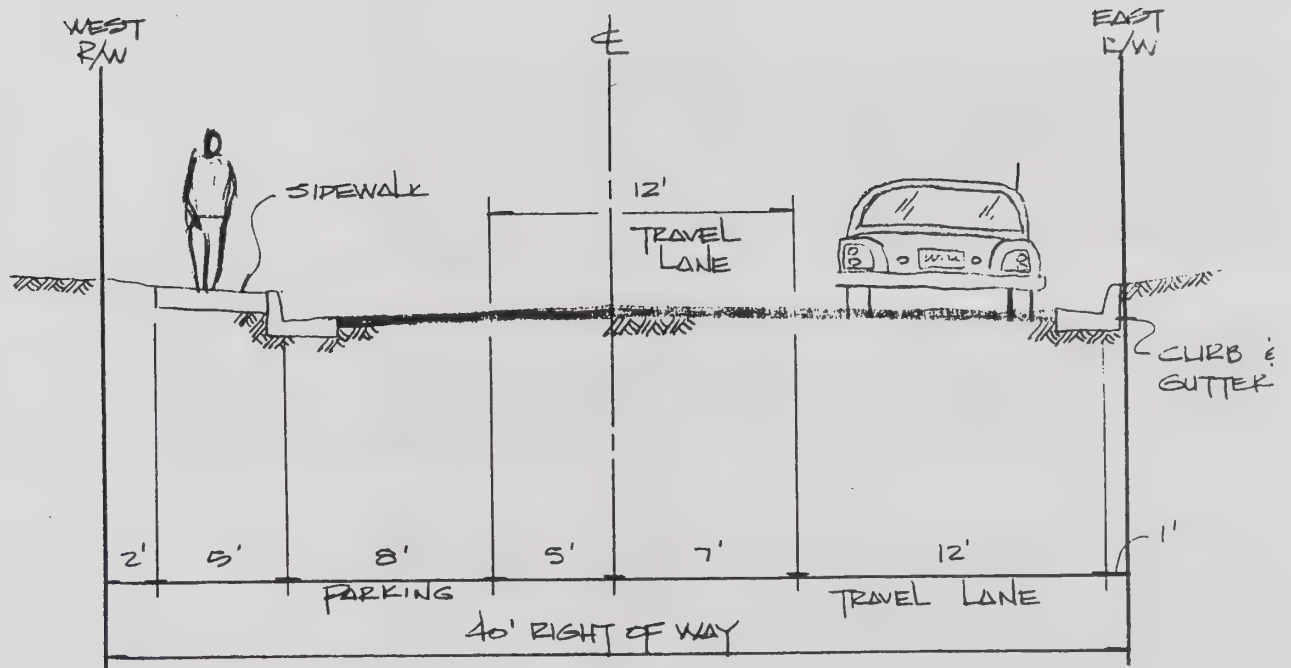 WEST
R/W
℄
EAST
R/W
SIDEWALK
12'
TRAVEL
LANE
CURB &
GUTTER
2'
5'
8'
5'
7'
12'
1'
PARKING
TRAVEL LANE
40' RIGHT OF WAY